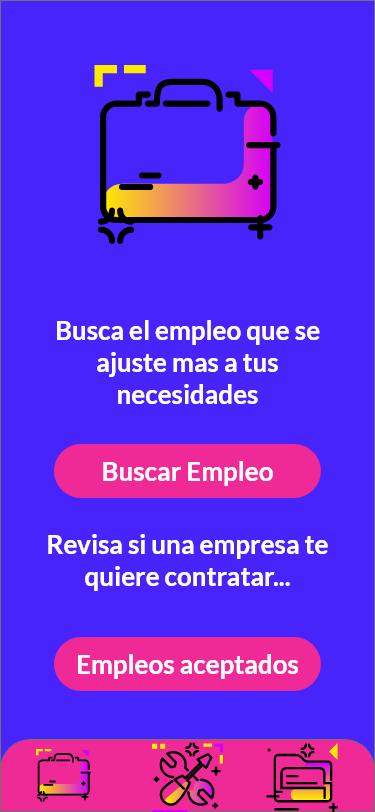 Busca el empleo que se
ajuste mas a tus
necesidades
Buscar Empleo
Revisa si una empresa te
quiere contratar...
Empleos aceptados